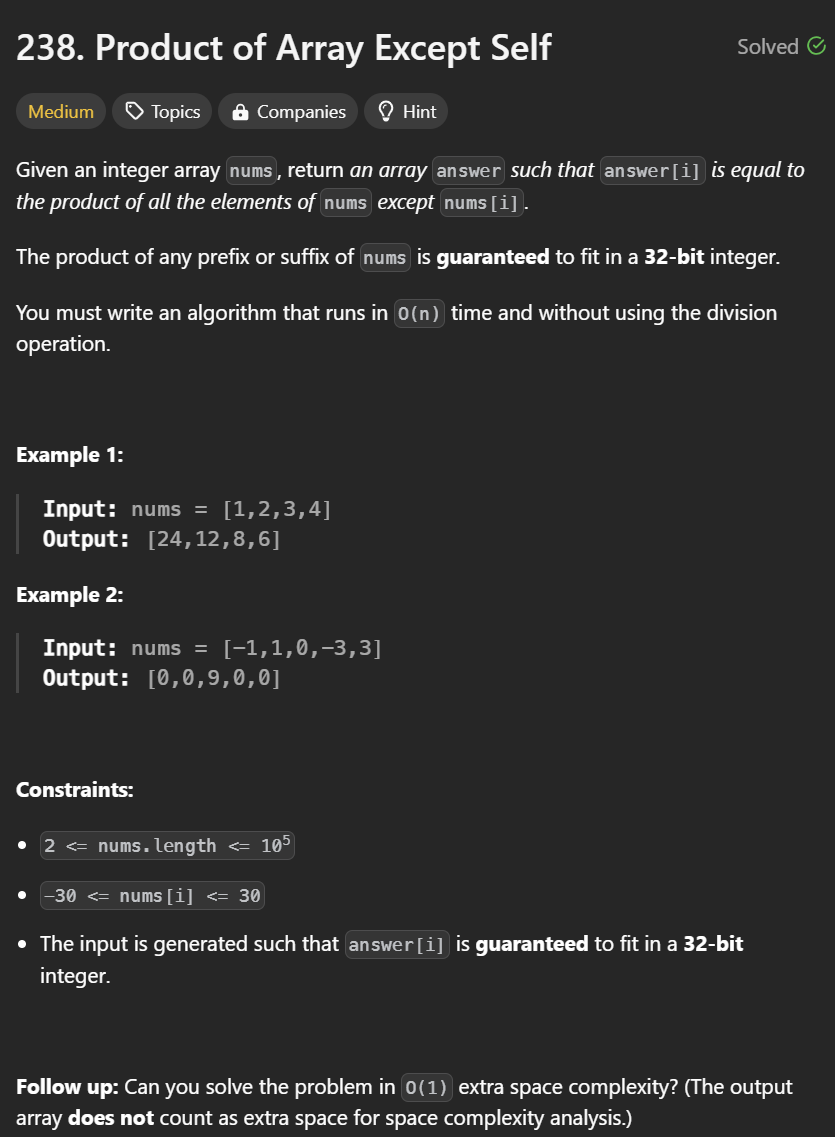 238. Product of Array Except Self
Solved
Medium Topics Companies Hint
Given an integer array nums, return an array answer such that answer[i] is equal to
the product of all the elements of nums except nums[i].
The product of any prefix or suffix of nums is guaranteed to fit in a 32-bit integer.
You must write an algorithm that runs in O(n) time and without using the division
operation.
Example 1:
Input: nums = [1,2,3,4]
Output: [24,12,8,6]
Example 2:
Input: nums = [-1,1,0,-3,3]
Output: [0,0,9,0,0]
Constraints:
• 2 <= nums.length <= 10⁵
• -30 <= nums[i] <= 30
• The input is generated such that answer[i] is guaranteed to fit in a 32-bit
integer.
Follow up: Can you solve the problem in O(1) extra space complexity? (The output
array does not count as extra space for space complexity analysis.)